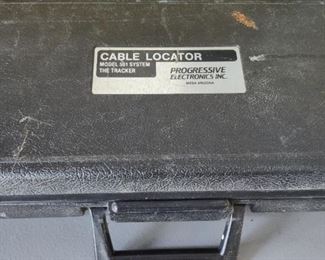 CABLE LOCATOR
MODEL 501 SYSTEM
THE TRACKER
PROGRESSIVE
ELECTRONICS INC.
MESA ARIZONA